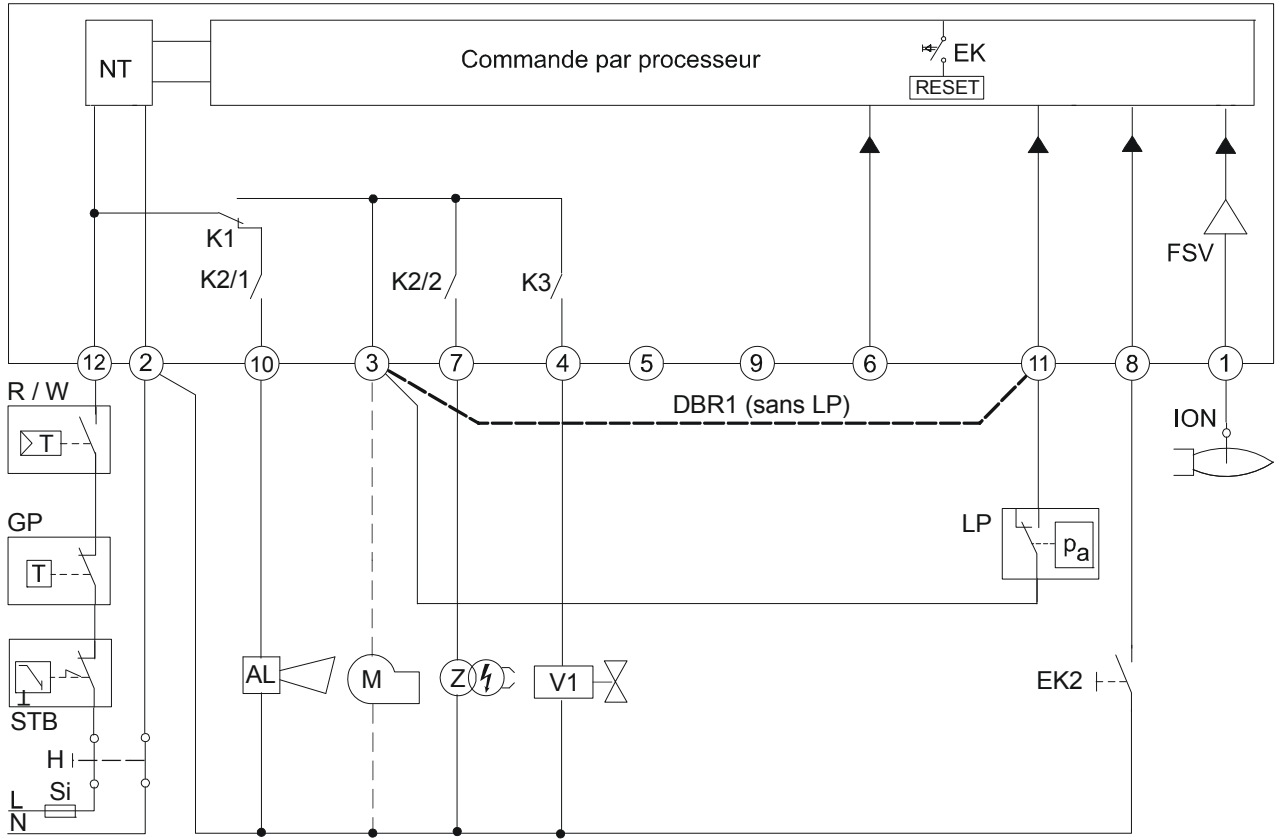 NT
Commande par processeur
EK
RESET
FSV
K1
K2/1
K2/2
K3
12
2
10
3
7
4
5
9
6
11
8
1
R / W
DBR1 (sans LP)
ION
T
GP
LP
T
pa
AL
M
Z
V1
EK2
STB
H
Si
L
N